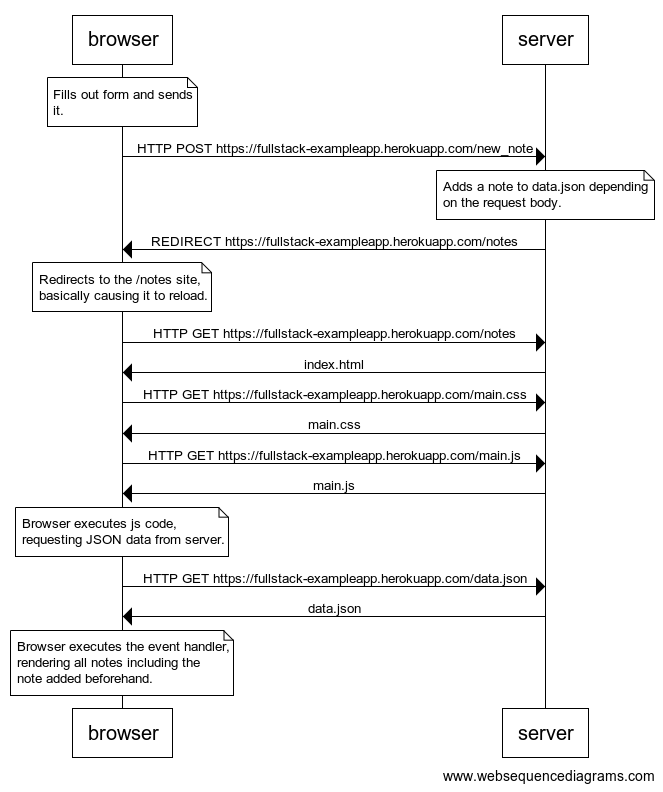 browser
server
Fills out form and sends
it.
HTTP POST https://fullstack-exampleapp.herokuapp.com/new_note
Adds a note to data.json depending
on the request body.
REDIRECT https://fullstack-exampleapp.herokuapp.com/notes
Redirects to the /notes site,
basically causing it to reload.
HTTP GET https://fullstack-exampleapp.herokuapp.com/notes
index.html
HTTP GET https://fullstack-exampleapp.herokuapp.com/main.css
main.css
HTTP GET https://fullstack-exampleapp.herokuapp.com/main.js
main.js
Browser executes js code,
requesting JSON data from server.
HTTP GET https://fullstack-exampleapp.herokuapp.com/data.json
data.json
Browser executes the event handler,
rendering all notes including the
note added beforehand.
browser
server
www.websequencediagrams.com